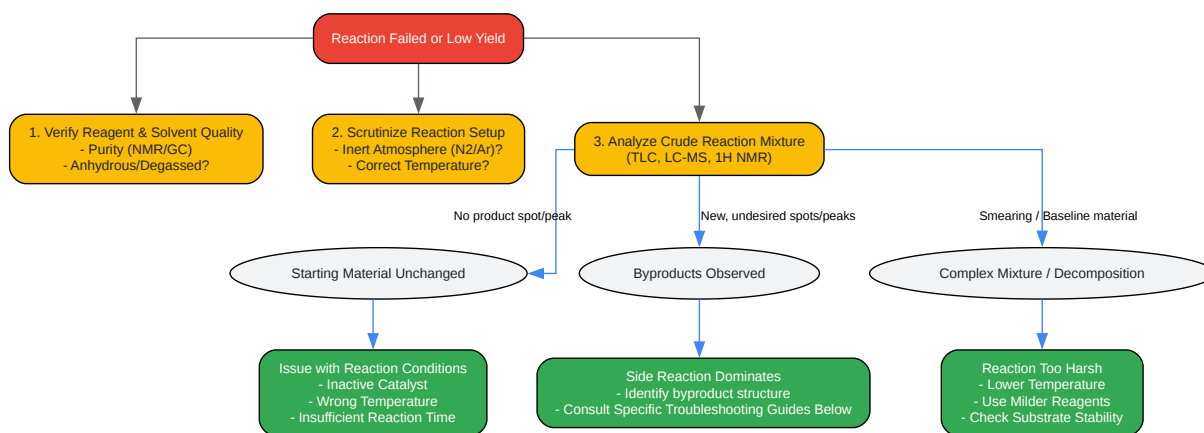 Reaction Failed or Low Yield
1. Verify Reagent & Solvent Quality
- Purity (NMR/GC)
- Anhydrous/Degassed?
2. Scrutinize Reaction Setup
- Inert Atmosphere (N2/Ar)?
- Correct Temperature?
3. Analyze Crude Reaction Mixture
(TLC, LC-MS, 1H NMR)
No product spot/peak
New, undesired spots/peaks
Smearing / Baseline material
Starting Material Unchanged
Byproducts Observed
Complex Mixture / Decomposition
Issue with Reaction Conditions
- Inactive Catalyst
- Wrong Temperature
- Insufficient Reaction Time
Side Reaction Dominates
- Identify byproduct structure
- Consult Specific Troubleshooting Guides Below
Reaction Too Harsh
- Lower Temperature
- Use Milder Reagents
- Check Substrate Stability